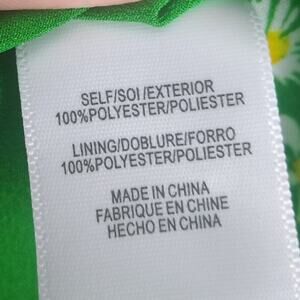 SELF/SOI/EXTERIOR
100%POLYESTER/POLIESTER
LINING/DOBLURE/FORRO
100%POLYESTER/POLIESTER
MADE IN CHINA
FABRIQUE EN CHINE
HECHO EN CHINA